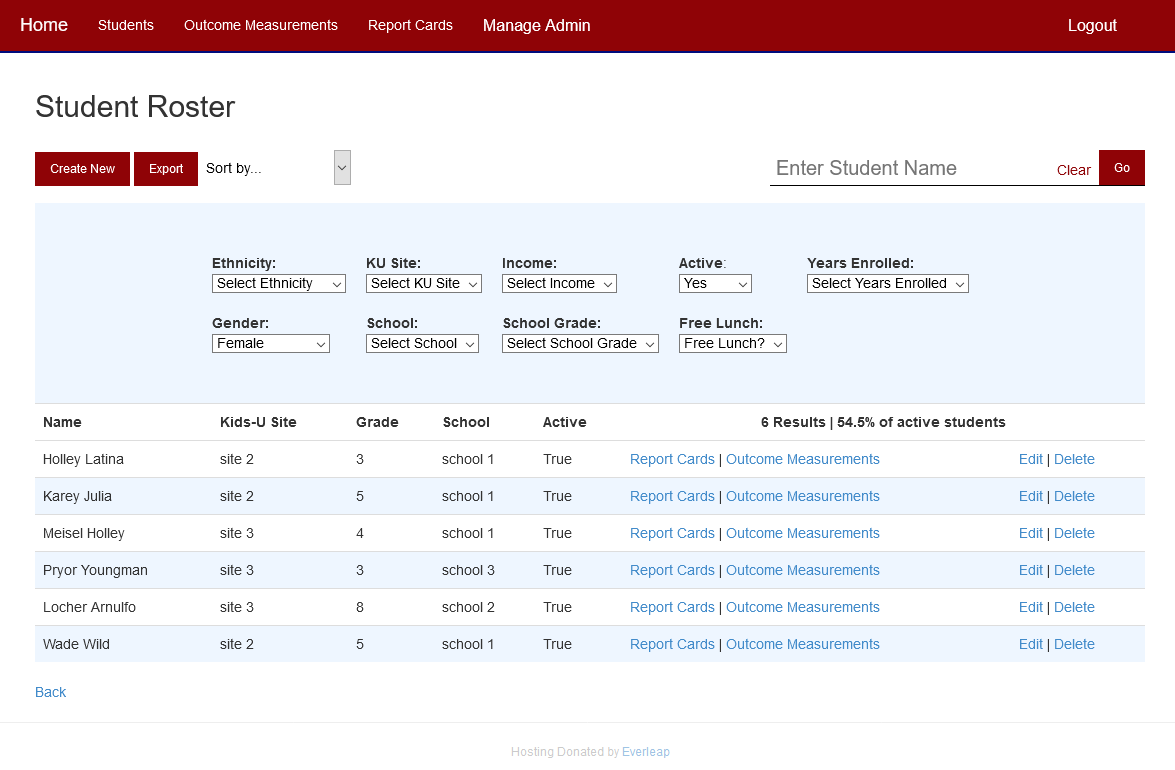 Home Students Outcome Measurements Report Cards Manage Admin Logout
Student Roster
Create New Export Sort by... Enter Student Name Clear Go
Ethnicity: KU Site: Income: Active: Years Enrolled:
Select Ethnicity Select KU Site Select Income Yes Select Years Enrolled
Gender: School: School Grade: Free Lunch:
Female Select School Select School Grade Free Lunch?
Name Kids-U Site Grade School Active 6 Results | 54.5% of active students
Holley Latina site 2 3 school 1 True Report Cards | Outcome Measurements Edit | Delete
Karey Julia site 2 5 school 1 True Report Cards | Outcome Measurements Edit | Delete
Meisel Holley site 3 4 school 1 True Report Cards | Outcome Measurements Edit | Delete
Pryor Youngman site 3 3 school 3 True Report Cards | Outcome Measurements Edit | Delete
Locher Arnulfo site 3 8 school 2 True Report Cards | Outcome Measurements Edit | Delete
Wade Wild site 2 5 school 1 True Report Cards | Outcome Measurements Edit | Delete
Back
Hosting Donated by Everleap